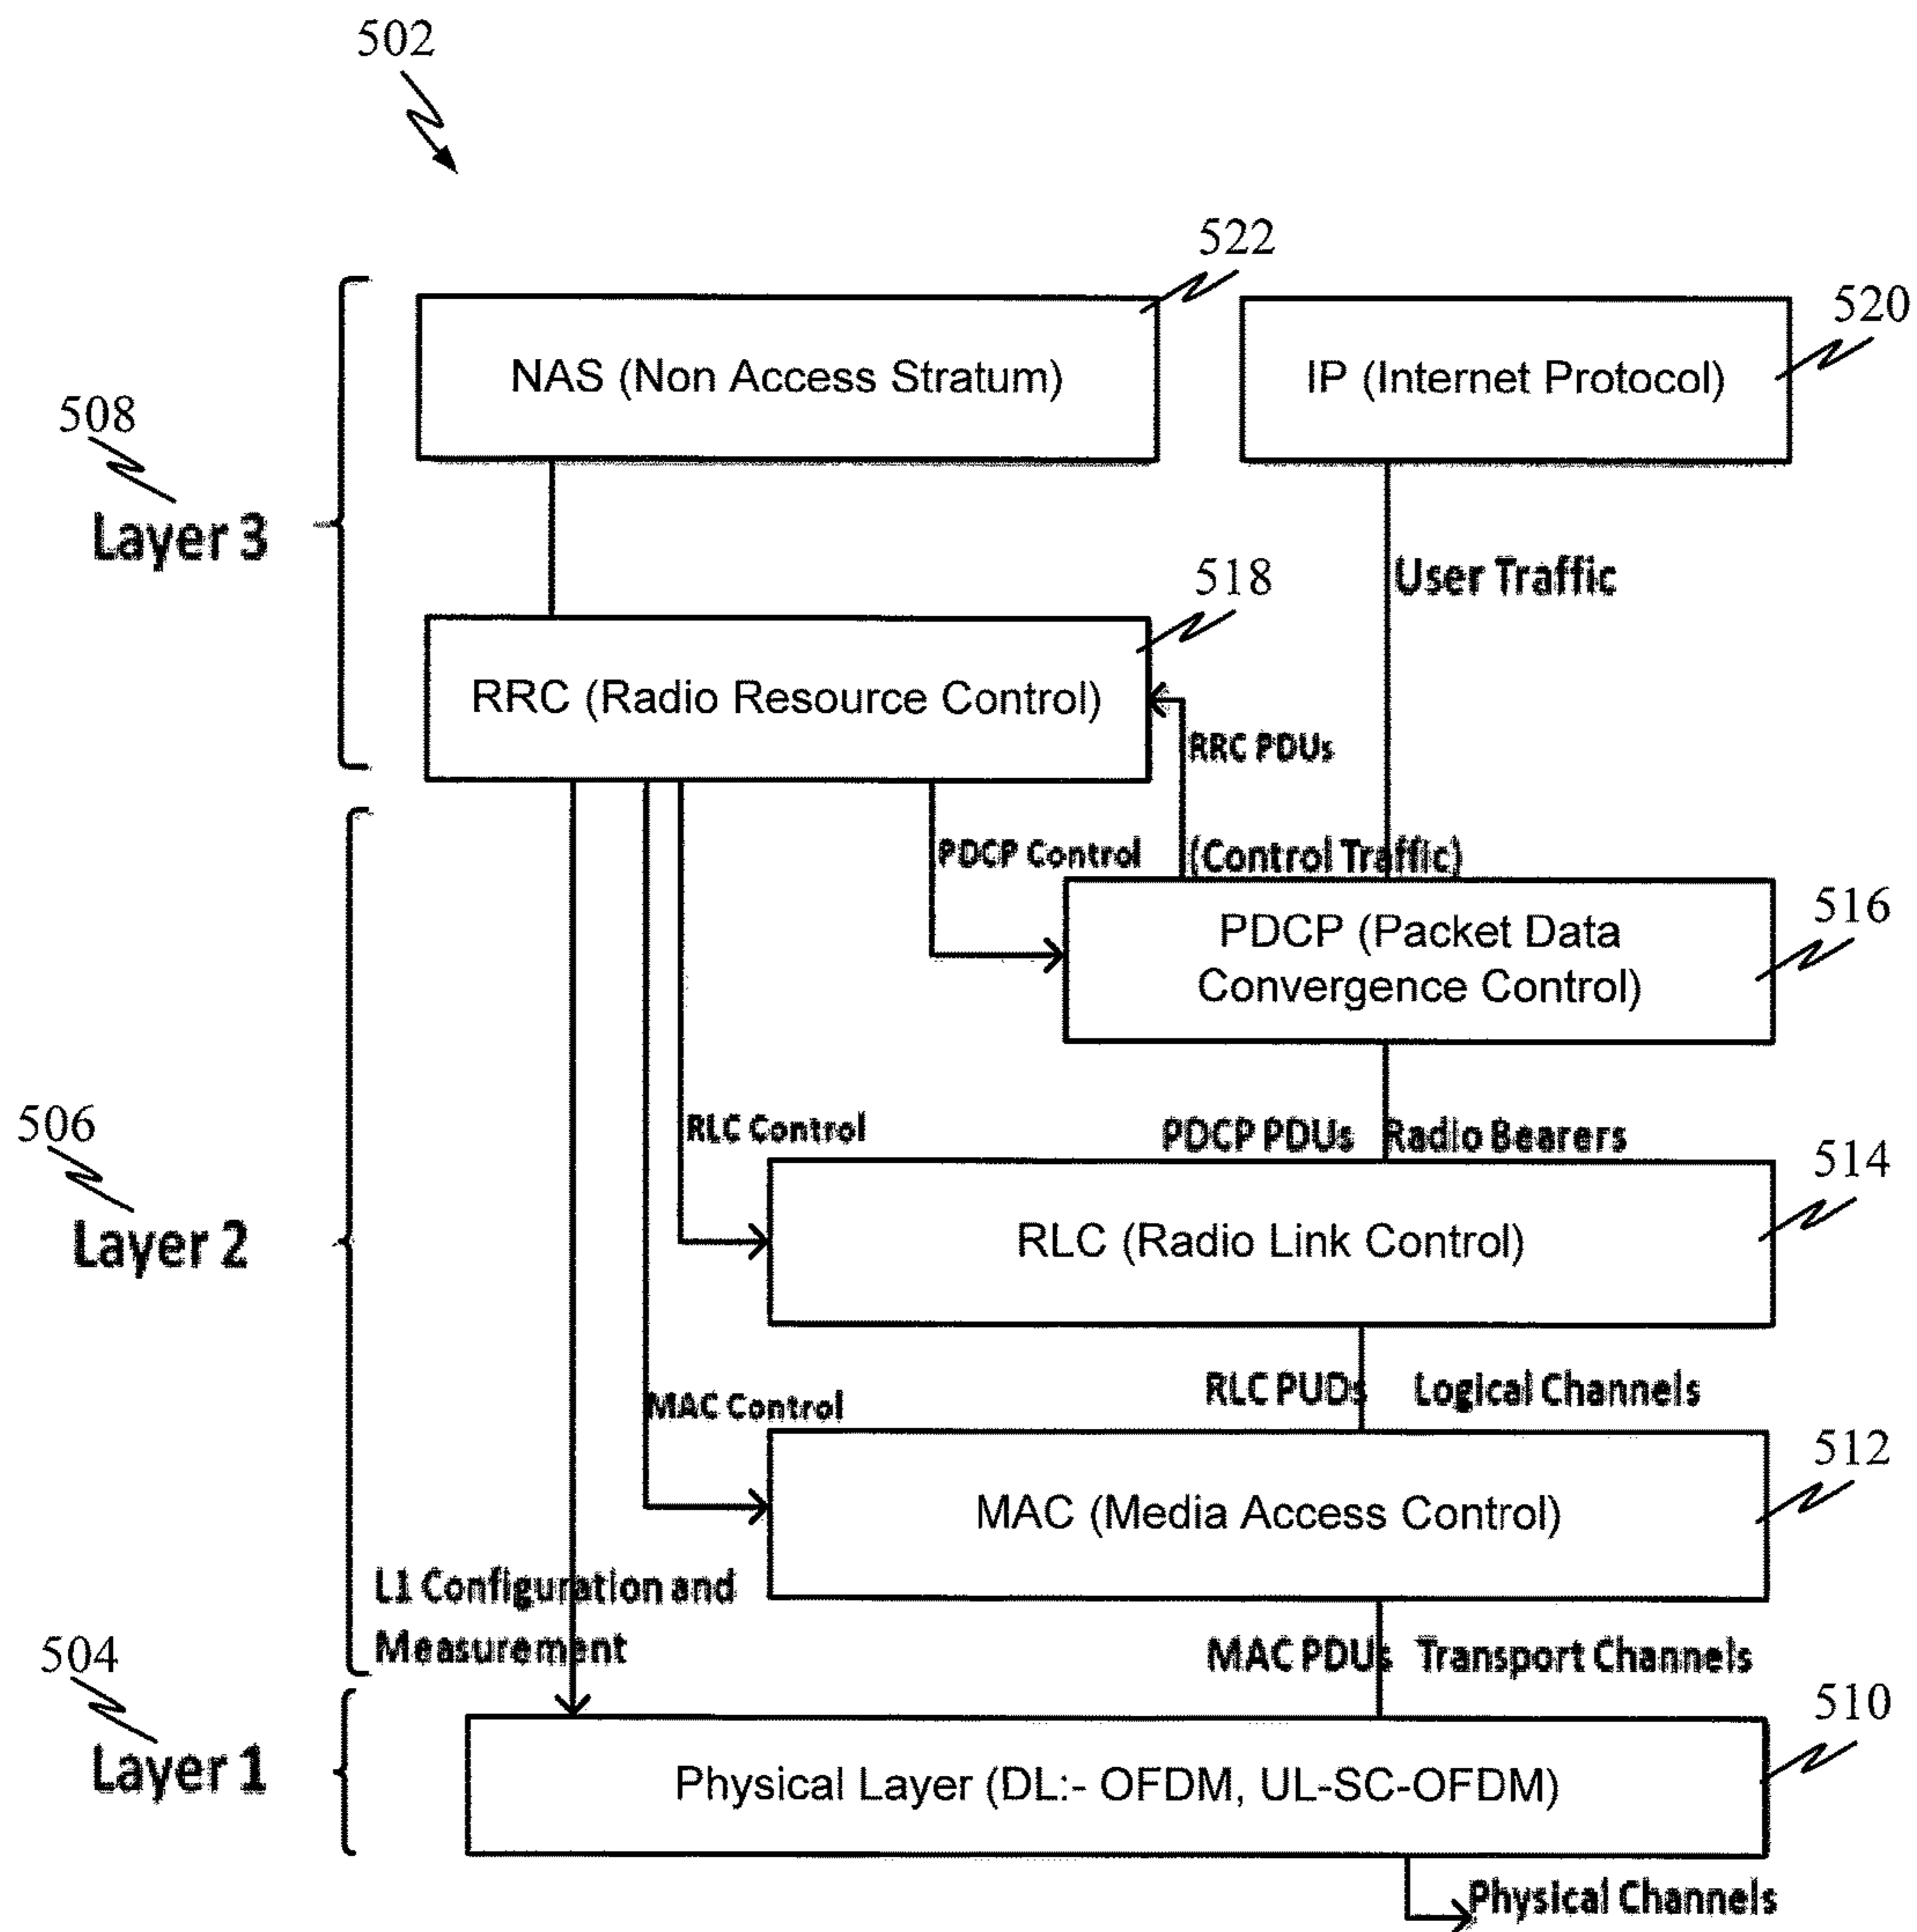 502
522
520
NAS (Non Access Stratum)
IP (Internet Protocol)
508
Layer 3
518
User Traffic
RRC (Radio Resource Control)
RRC PDUs
PDCP Control
(Control Traffic)
516
PDCP (Packet Data
Convergence Control)
506
Layer 2
RLC Control
PDCP PDUs
Radio Bearers
514
RLC (Radio Link Control)
RLC PUDs
Logical Channels
MAC Control
512
MAC (Media Access Control)
L1 Configuration and
Measurement
MAC PDUs
Transport Channels
504
Layer 1
510
Physical Layer (DL:- OFDM, UL-SC-OFDM)
Physical Channels